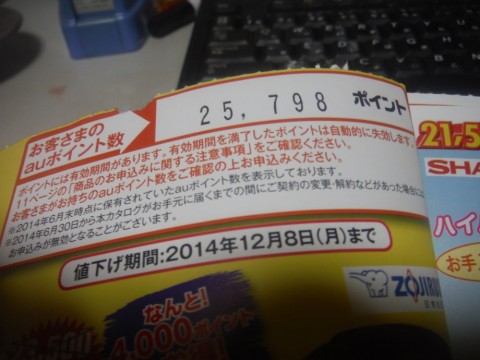 お客さまの
auポイント数
25,798 ポイント
ポイントには有効期間があります。有効期間を満了したポイントは自動的に失効します。
11ページの「商品のお申込みに関する注意事項」をご確認ください。
お客さまがお持ちのauポイント数をご確認の上お申込みください。
※2014年6月末時点に保有されていたauポイント数を表示しております。
※2014年6月30日から本カタログがお手元に届くまでの間にご契約の変更・解約などがあった場合に
お申込みが無効となることがございます。
値下げ期間:2014年12月8日(月)まで
なんと!
4,000ポイント
ZOJIRU
21,5
SHA
ハイ
お手